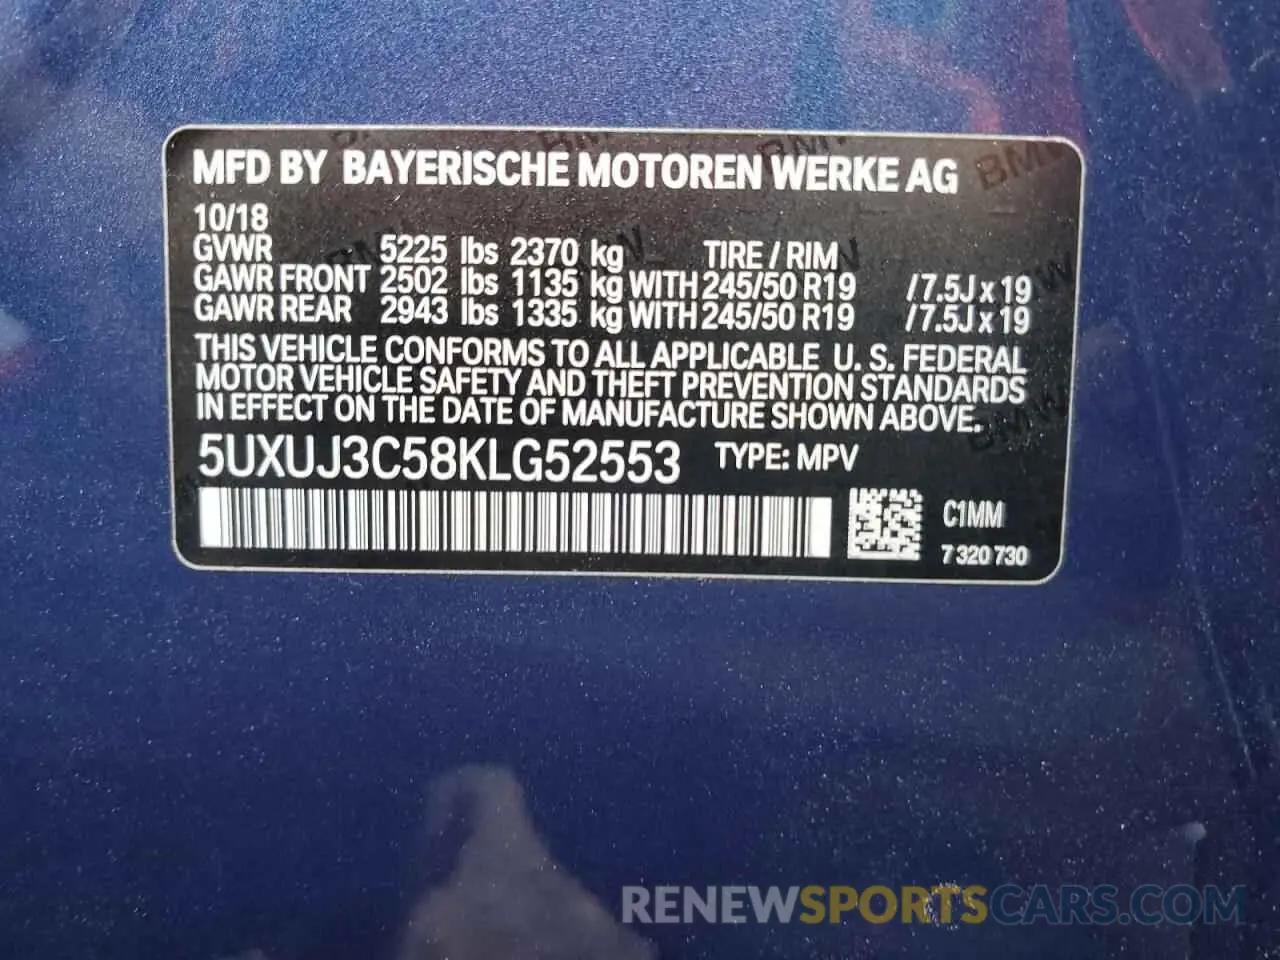 MFD BY BAYERISCHE MOTOREN WERKE AG
10/18
GVWR 5225 lbs 2370 kg TIRE / RIM
GAWR FRONT 2502 lbs 1135 kg WITH 245/50 R19 / 7.5J x 19
GAWR REAR 2943 lbs 1335 kg WITH 245/50 R19 / 7.5J x 19
THIS VEHICLE CONFORMS TO ALL APPLICABLE U. S. FEDERAL
MOTOR VEHICLE SAFETY AND THEFT PREVENTION STANDARDS
IN EFFECT ON THE DATE OF MANUFACTURE SHOWN ABOVE.
5UXUJ3C58KLG52553 TYPE: MPV
C1MM
7 320 730
RENEWSPORTSCARS.COM